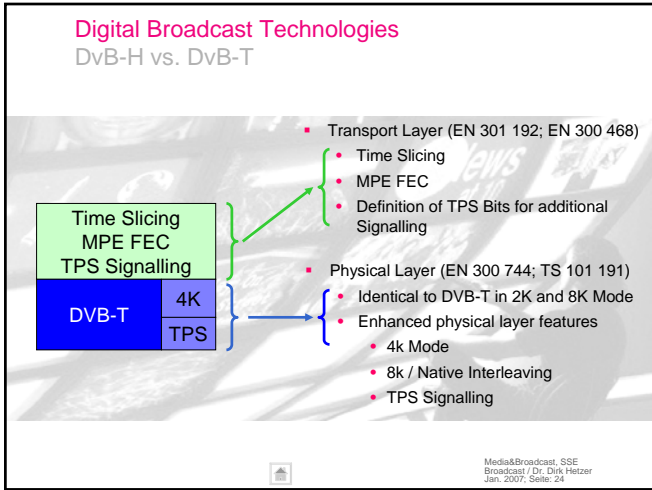 Digital Broadcast Technologies
DvB-H vs. DvB-T
Time Slicing
MPE FEC
TPS Signalling
DVB-T
4K
TPS
▪ Transport Layer (EN 301 192; EN 300 468)
• Time Slicing
• MPE FEC
• Definition of TPS Bits for additional
Signalling
▪ Physical Layer (EN 300 744; TS 101 191)
• Identical to DVB-T in 2K and 8K Mode
• Enhanced physical layer features
• 4k Mode
• 8k / Native Interleaving
• TPS Signalling
Media&Broadcast, SSE
Broadcast / Dr. Dirk Hetzer
Jan. 2007; Seite: 24